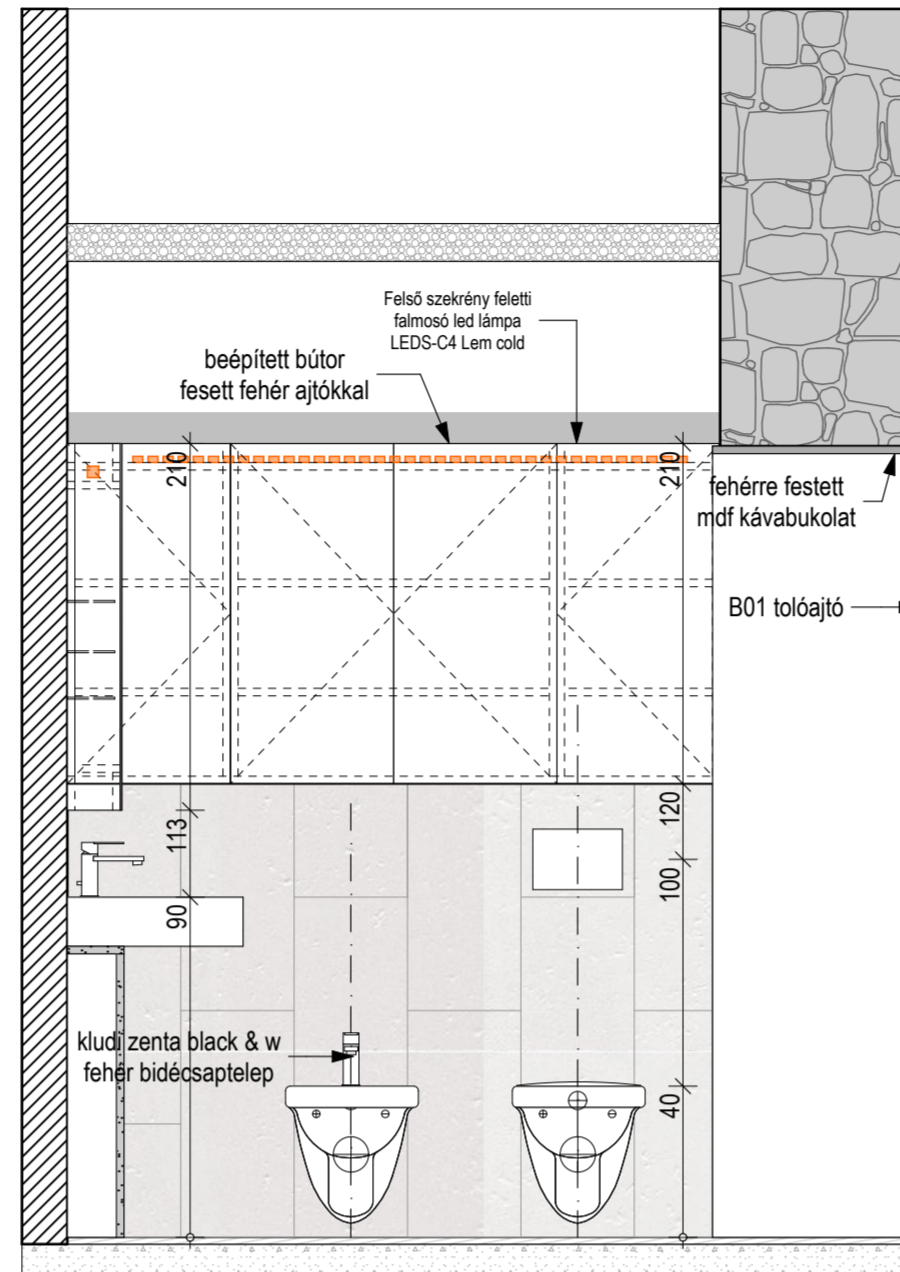 Felső szekrény feletti
falmosó led lámpa
LEDS-C4 Lem cold
beépített bútor
fesett fehér ajtókkal
210
210
fehérre festett
mdf kávabukolat
B01 tolóajtó
113
90
120
100
kludi zenta black & w
fehér bidécsaptelep
40